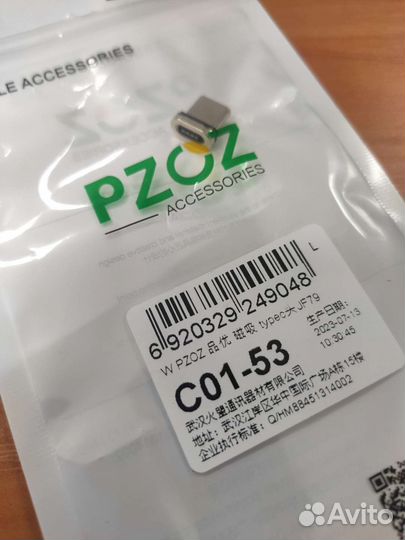 LE ACCESSORIES
PZOZ
ACCESSORIES
L
6 920329 249048
W PZOZ 品优 磁吸 typec大 JF79
C01-53
生产日期:
2023-07-13
10:30:45
武汉火蹵通讯器材有限公司
地址: 武汉江岸区华中国际广场A栋15楼
企业执行标准: Q/HM88451314002
Avito